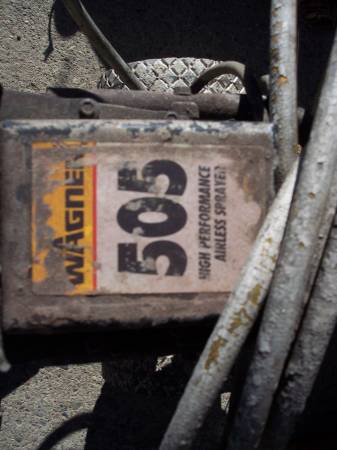 WAGNER
505
HIGH PERFORMANCE
AIRLESS SPRAYER